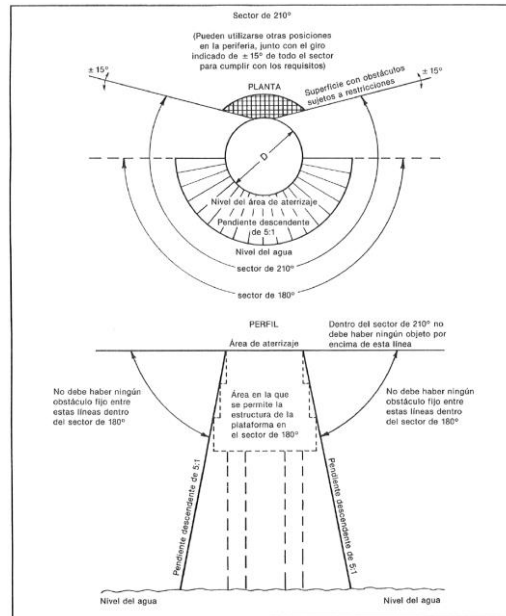 Sector de 210°
(Pueden utilizarse otras posiciones
en la periferia, junto con el giro
indicado de ± 15° de todo el sector
para cumplir con los requisitos)
± 15°
± 15°
PLANTA
Superficie con obstáculos
sujetos a restricciones
D
Nivel del área de aterrizaje
Pendiente descendente
de 5:1
Nivel del agua
sector de 210°
sector de 180°
PERFIL
Dentro del sector de 210° no
debe haber ningún objeto por
encima de esta línea
Área de aterrizaje
No debe haber ningún
obstáculo fijo entre
estas líneas dentro
del sector de 180°
Área en la que
se permite la
estructura de la
plataforma en
el sector de 180°
No debe haber ningún
obstáculo fijo entre
estas líneas dentro
del sector de 180°
Pendiente descendente de 5:1
Pendiente descendente de 5:1
Nivel del agua
Nivel del agua